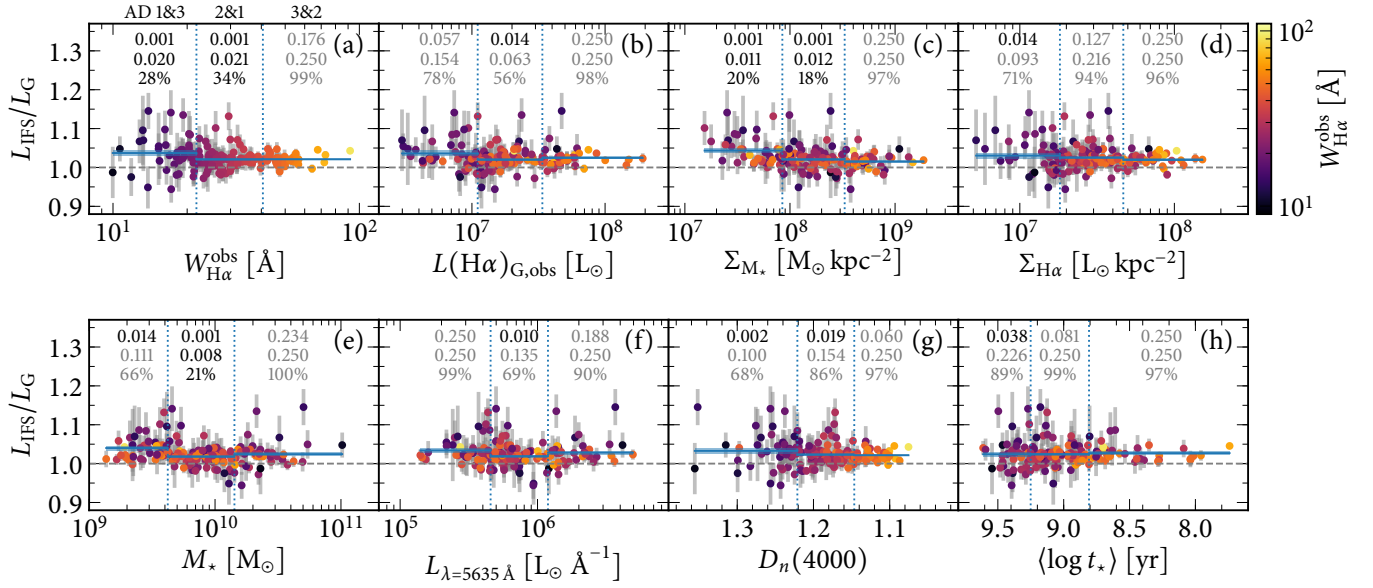 AD 1&3 2&1 3&2
1.3
1.2
1.1
1.0
0.9
L_IFS/L_G
0.001 0.001 0.176 (a)
0.020 0.021 0.250
28% 34% 99%
0.057 0.014 0.250 (b)
0.154 0.063 0.250
78% 56% 98%
0.001 0.001 0.250 (c)
0.011 0.012 0.250
20% 18% 97%
0.014 0.127 0.250 (d)
0.093 0.216 0.250
71% 94% 96%
10^2
10^1
W^obs_Hα [Å]
10^1 10^2
W^obs_Hα [Å]
10^7 10^8
L(Hα)_G,obs [L⊙]
10^7 10^8 10^9
Σ_M⋆ [M⊙ kpc^−2]
10^7 10^8
Σ_Hα [L⊙ kpc^−2]
1.3
1.2
1.1
1.0
0.9
L_IFS/L_G
0.014 0.001 0.234 (e)
0.111 0.008 0.250
66% 21% 100%
0.250 0.010 0.188 (f)
0.250 0.135 0.250
99% 69% 90%
0.002 0.019 0.060 (g)
0.100 0.154 0.250
68% 86% 97%
0.038 0.081 0.250 (h)
0.226 0.250 0.250
89% 99% 97%
10^9 10^10 10^11
M⋆ [M⊙]
10^5 10^6
L_λ=5635 Å [L⊙ Å^−1]
1.3 1.2 1.1
D_n(4000)
9.5 9.0 8.5 8.0
⟨log t⋆⟩ [yr]